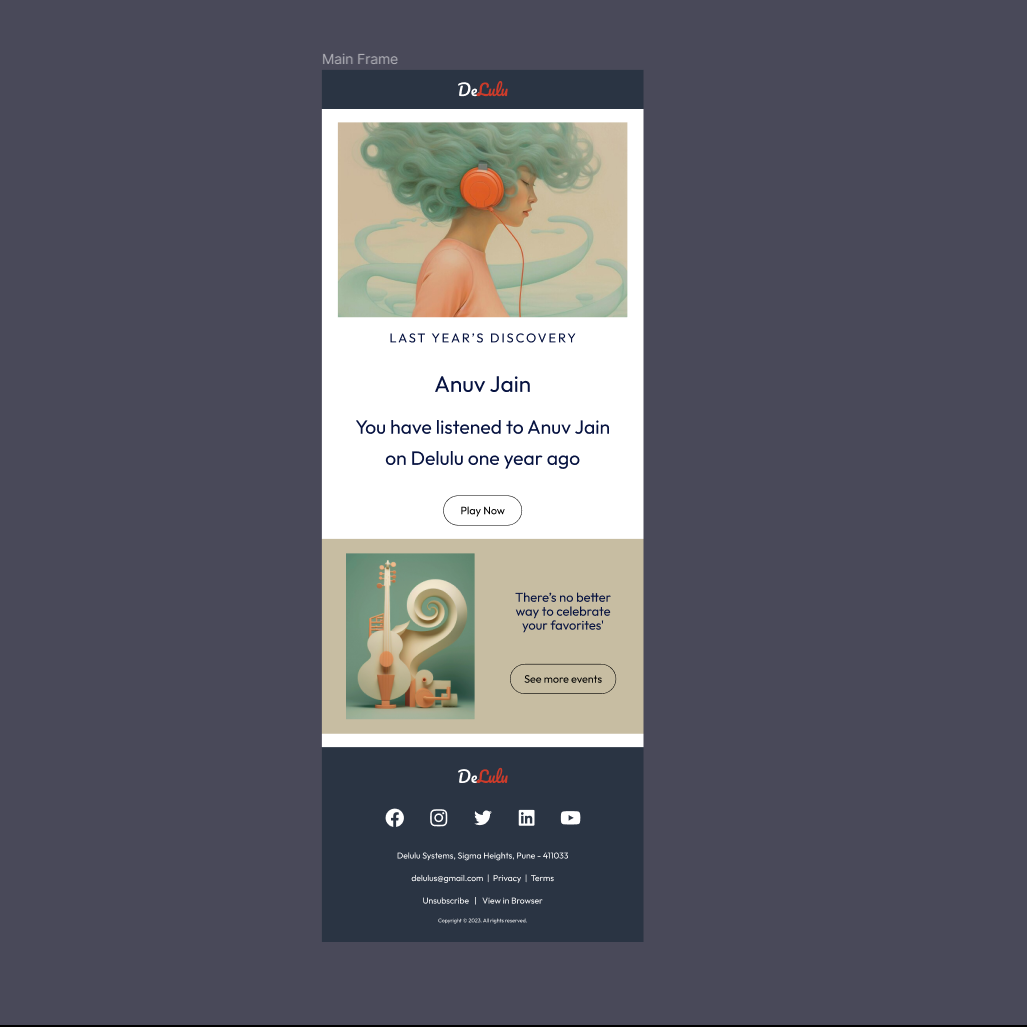 Main Frame
DeLulu
LAST YEAR'S DISCOVERY
Anuv Jain
You have listened to Anuv Jain
on Delulu one year ago
Play Now
There's no better
way to celebrate
your favorites'
See more events
DeLulu
Delulu Systems, Sigma Heights, Pune - 411033
delulus@gmail.com | Privacy | Terms
Unsubscribe | View in Browser
Copyright © 2023. All rights reserved.